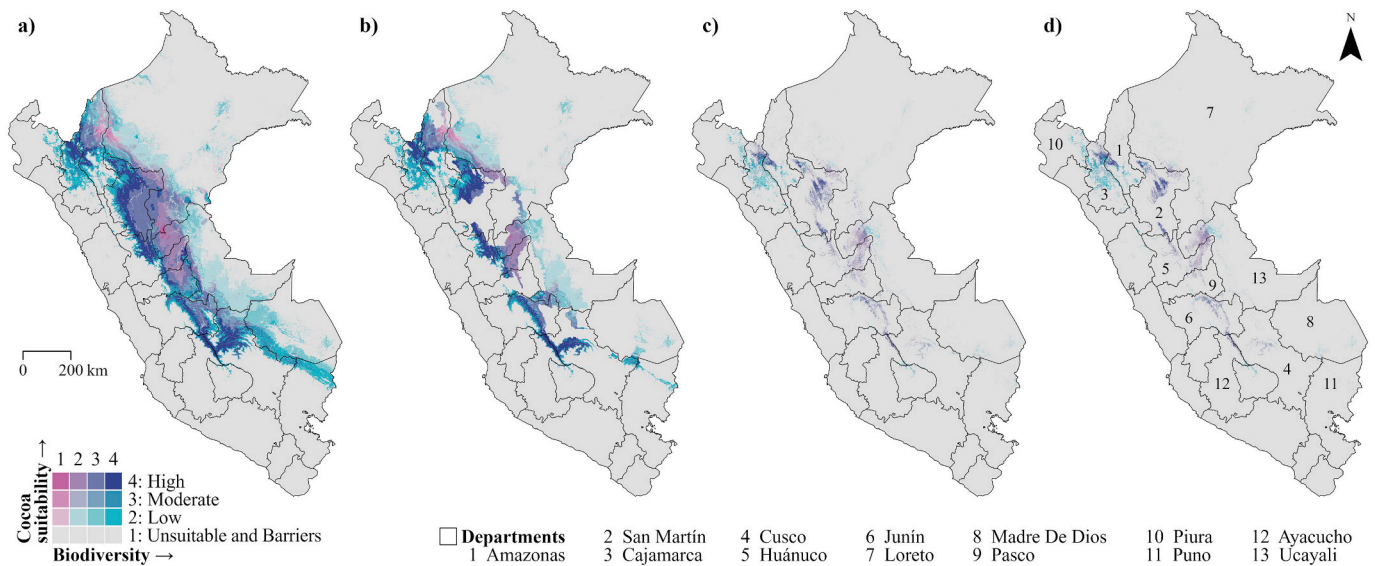 a) b) c) d) N
7
1
10
3
2
5
9
13
6
8
4
12
11
0 200 km
Cocoa suitability →
1 2 3 4
4: High
3: Moderate
2: Low
1: Unsuitable and Barriers
Biodiversity →
Departments 2 San Martín 4 Cusco 6 Junín 8 Madre De Dios 10 Piura 12 Ayacucho
1 Amazonas 3 Cajamarca 5 Huánuco 7 Loreto 9 Pasco 11 Puno 13 Ucayali